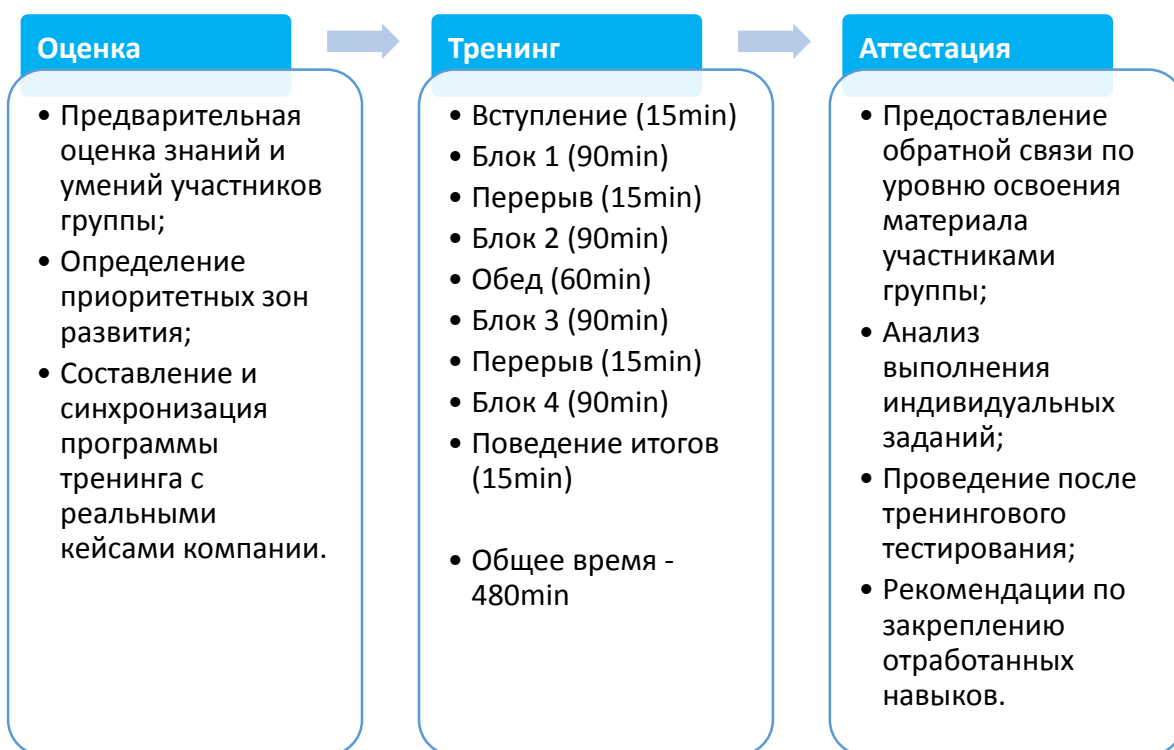 Оценка
• Предварительная
оценка знаний и
умений участников
группы;
• Определение
приоритетных зон
развития;
• Составление и
синхронизация
программы
тренинга с
реальными
кейсами компании.
Тренинг
• Вступление (15min)
• Блок 1 (90min)
• Перерыв (15min)
• Блок 2 (90min)
• Обед (60min)
• Блок 3 (90min)
• Перерыв (15min)
• Блок 4 (90min)
• Поведение итогов
(15min)
• Общее время -
480min
Аттестация
• Предоставление
обратной связи по
уровню освоения
материала
участниками
группы;
• Анализ
выполнения
индивидуальных
заданий;
• Проведение после
тренингового
тестирования;
• Рекомендации по
закреплению
отработанных
навыков.